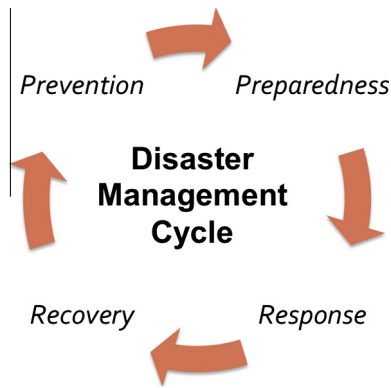 Prevention
Preparedness
Disaster
Management
Cycle
Recovery
Response